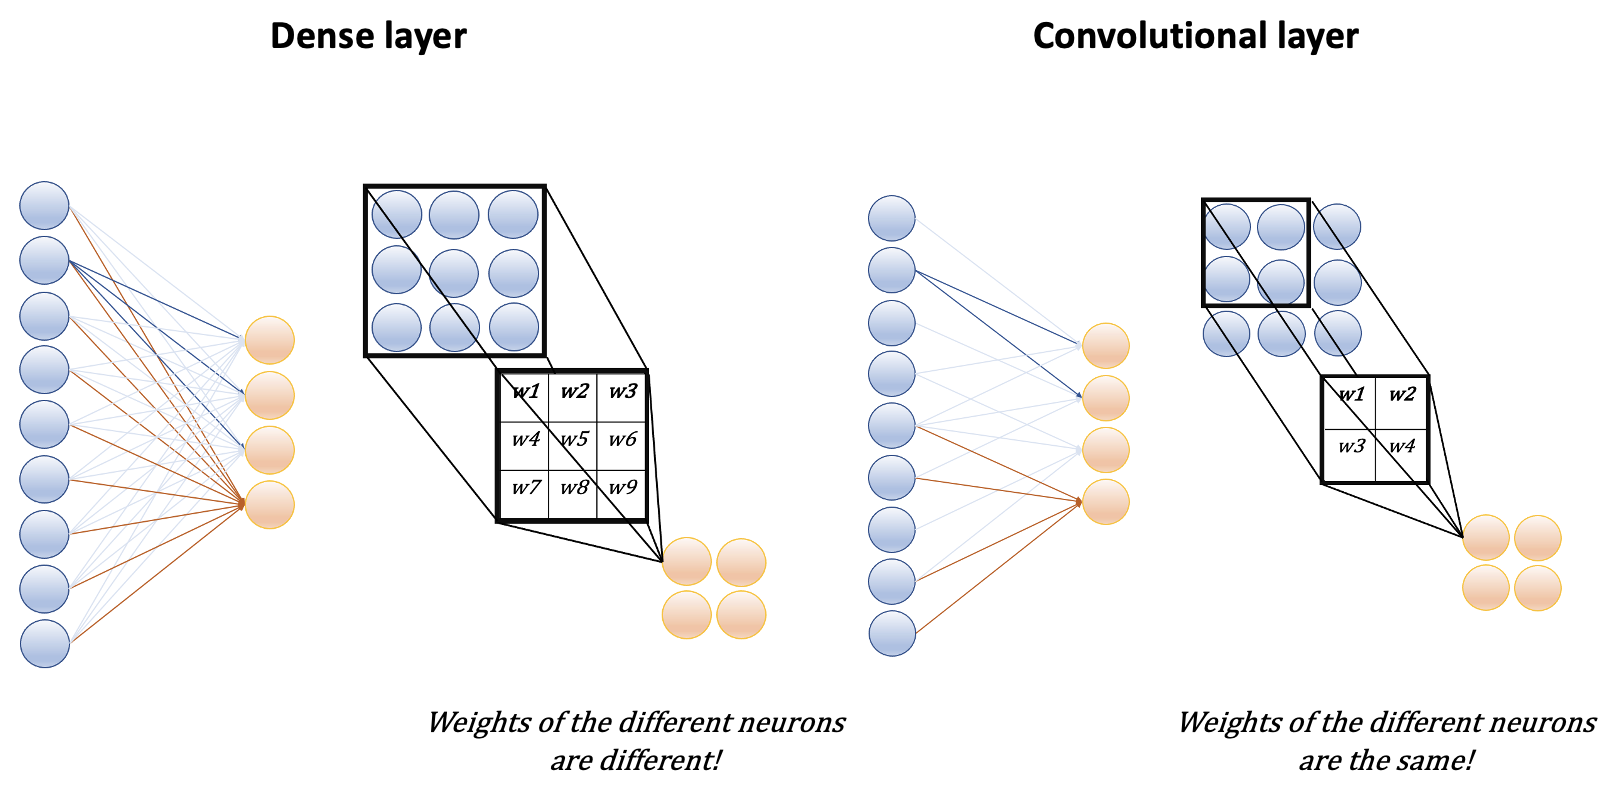 Dense layer
Convolutional layer
w1 w2 w3
w4 w5 w6
w7 w8 w9
w1 w2
w3 w4
Weights of the different neurons
are different!
Weights of the different neurons
are the same!